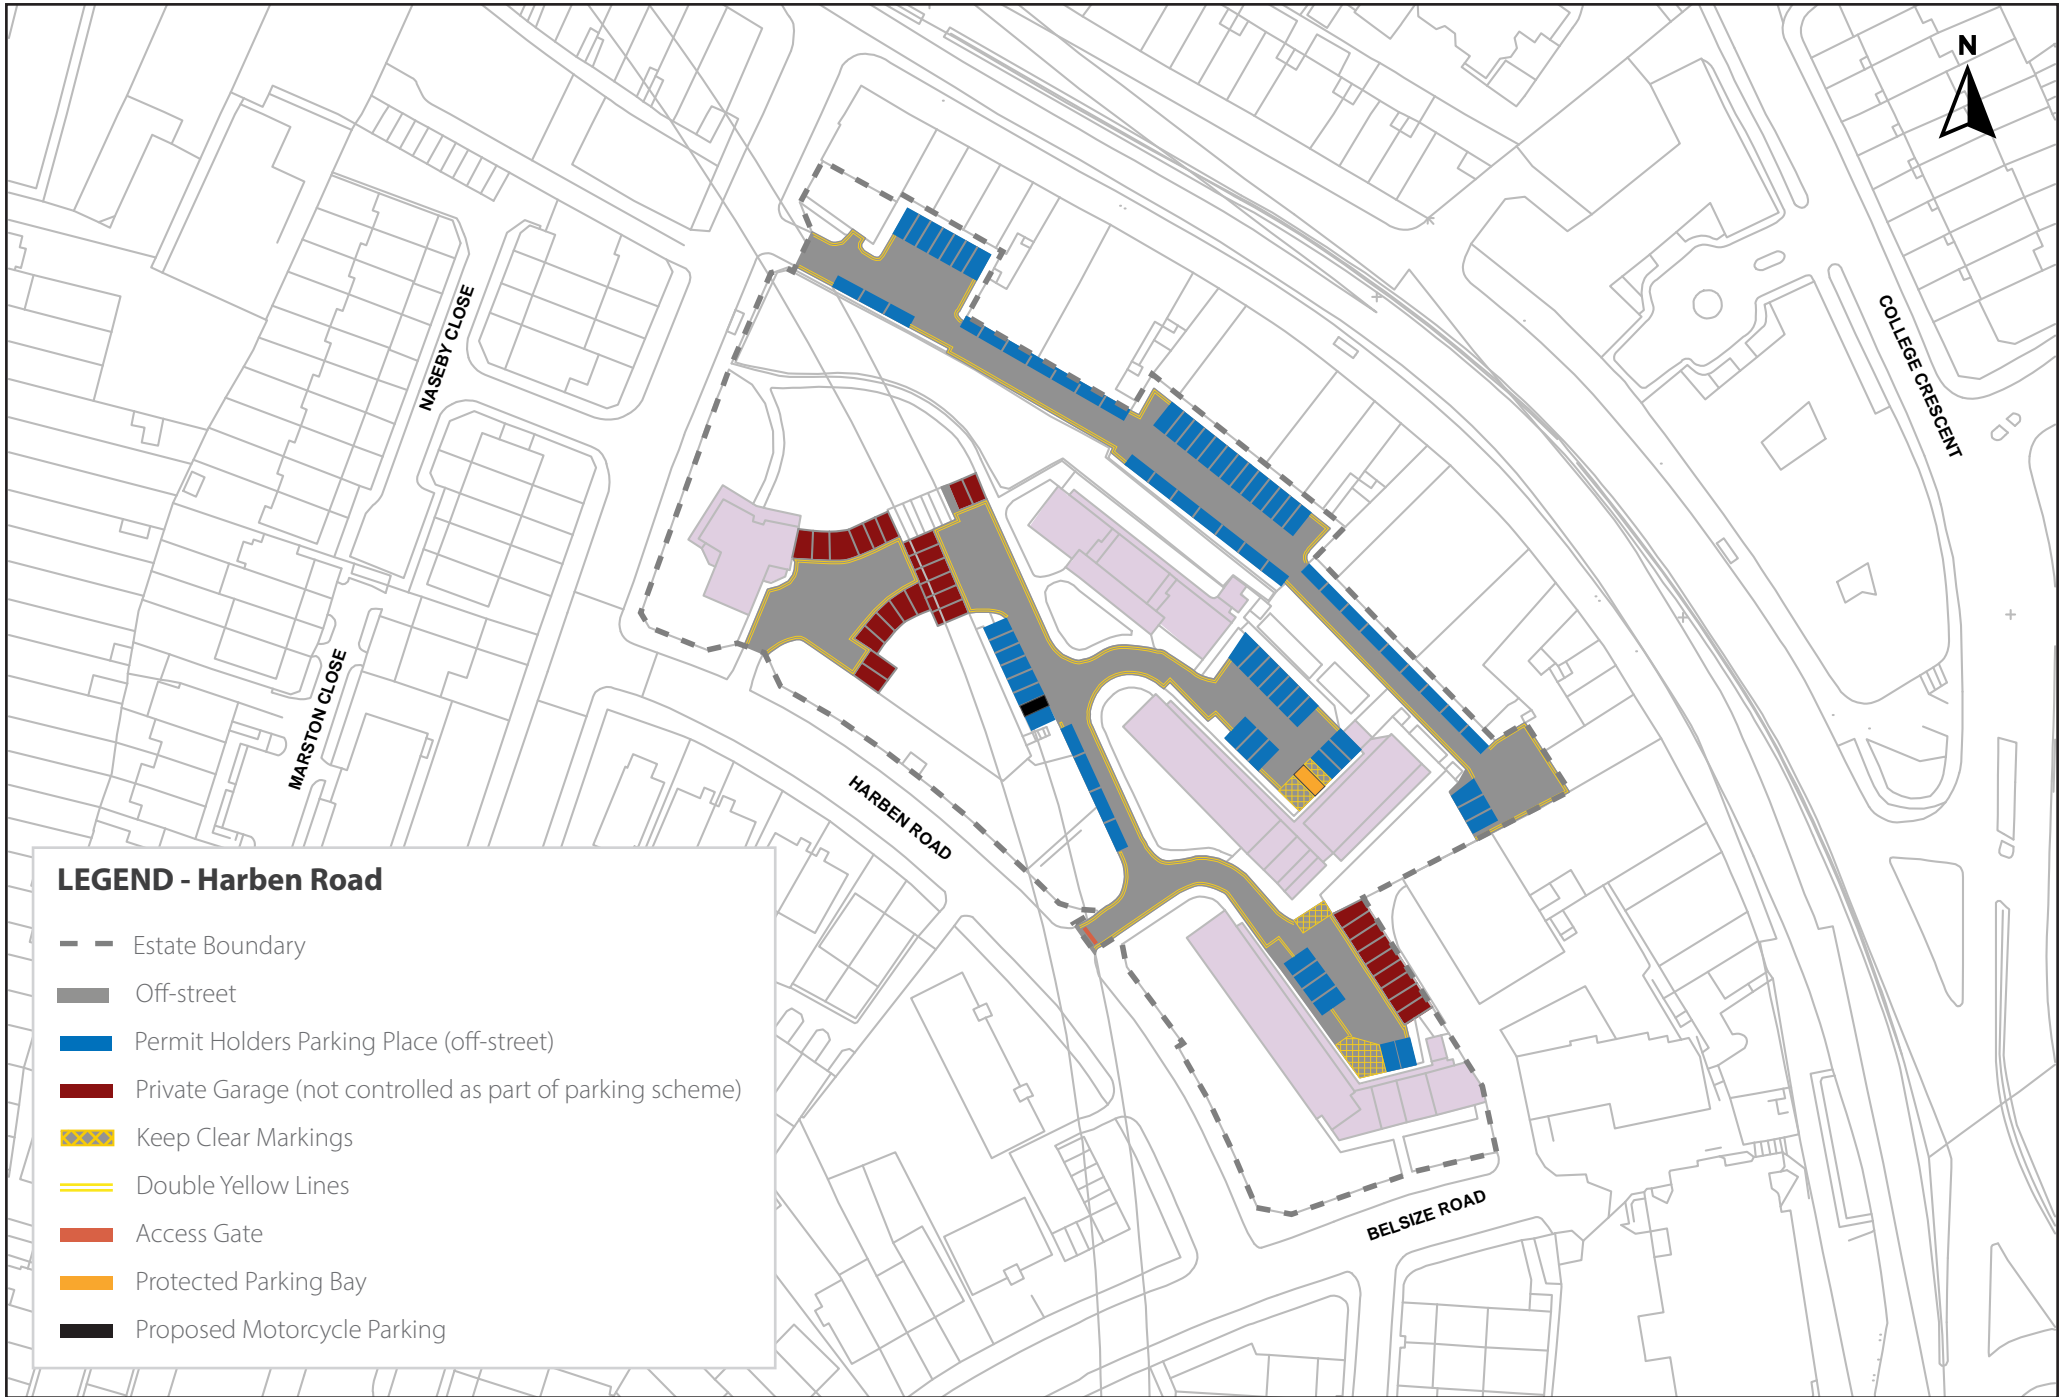 N
NASEBY CLOSE
COLLEGE CRESCENT
MARSTON CLOSE
HARBEN ROAD
BELSIZE ROAD
LEGEND - Harben Road
Estate Boundary
Off-street
Permit Holders Parking Place (off-street)
Private Garage (not controlled as part of parking scheme)
Keep Clear Markings
Double Yellow Lines
Access Gate
Protected Parking Bay
Proposed Motorcycle Parking